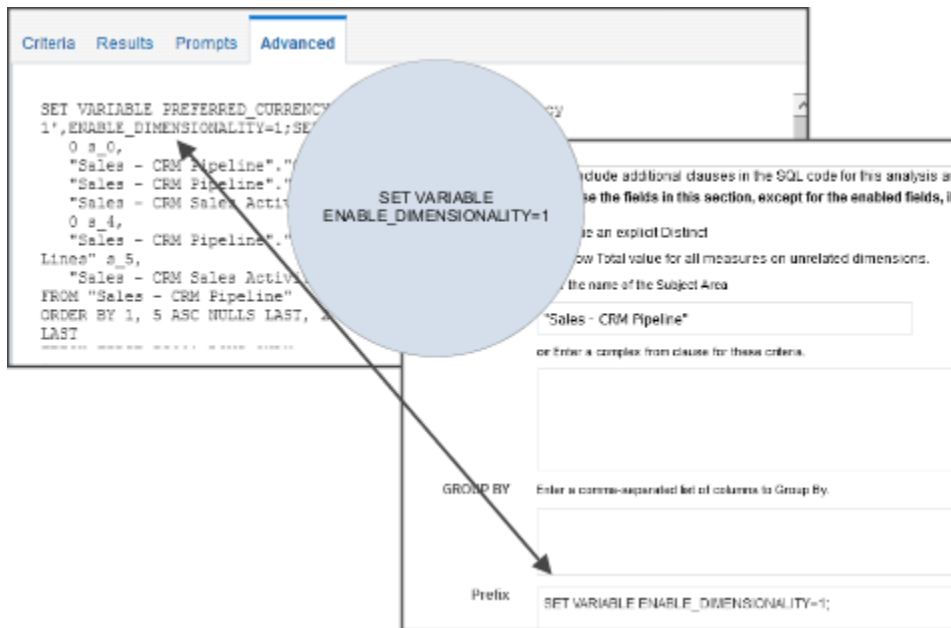 Criteria Results Prompts Advanced
SET VARIABLE PREFERRED_CURRENCY
1',ENABLE_DIMENSIONALITY=1;SE
0 s_0,
"Sales - CRM Pipeline"."
"Sales - CRM Pipeline"."
"Sales - CRM Sales Activ
0 s_4,
"Sales - CRM Pipeline"."
Lines" s_5,
"Sales - CRM Sales Activi
FROM "Sales - CRM Pipeline"
ORDER BY 1, 5 ASC NULLS LAST, 2
LAST
SET VARIABLE
ENABLE_DIMENSIONALITY=1
clude additional clauses in the SQL code for this analysis a
se the fields in this section, except for the enabled fields, i
ue an explicit Distinct
ow Total value for all measures on unrelated dimensions.
the name of the Subject Area
"Sales - CRM Pipeline"
or Enter a complex from clause for these criteria.
GROUP BY Enter a comma-separated list of columns to Group By.
Prefix SET VARIABLE ENABLE_DIMENSIONALITY=1;